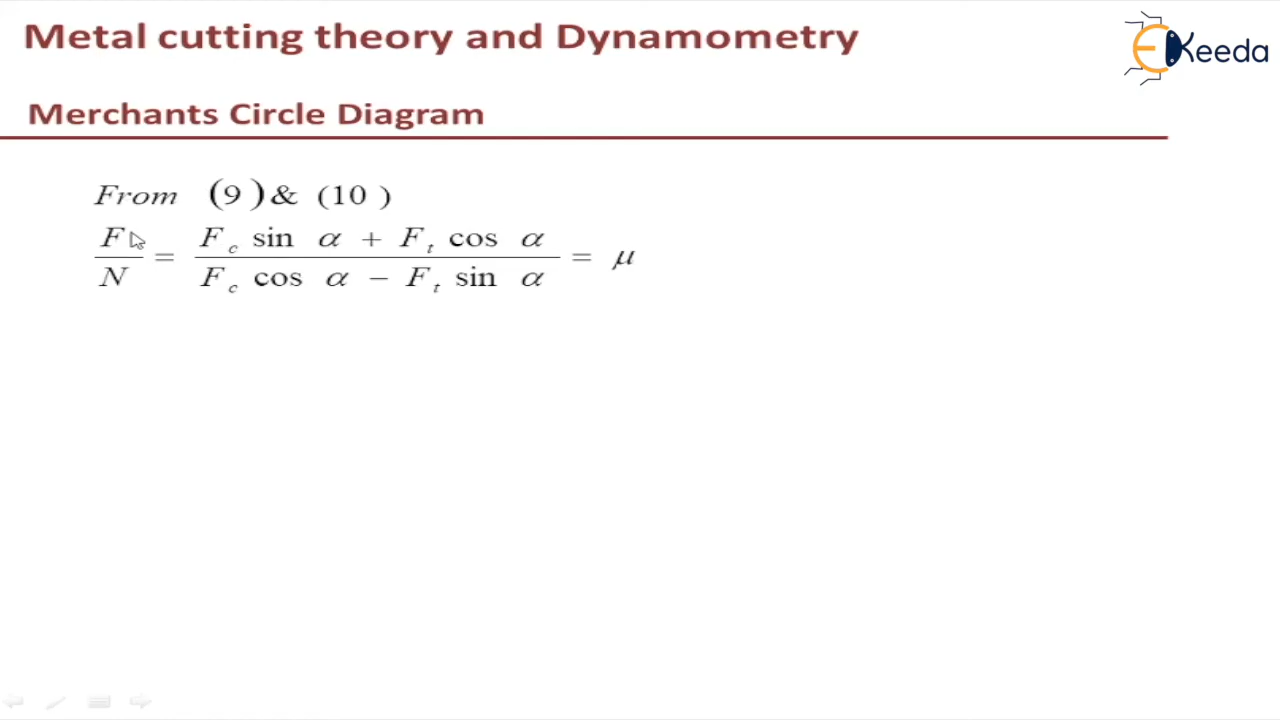 Metal cutting theory and Dynamometry
EKeeda
Merchants Circle Diagram
From (9) & (10)
F/N = (F_c sin α + F_t cos α)/(F_c cos α − F_t sin α) = μ